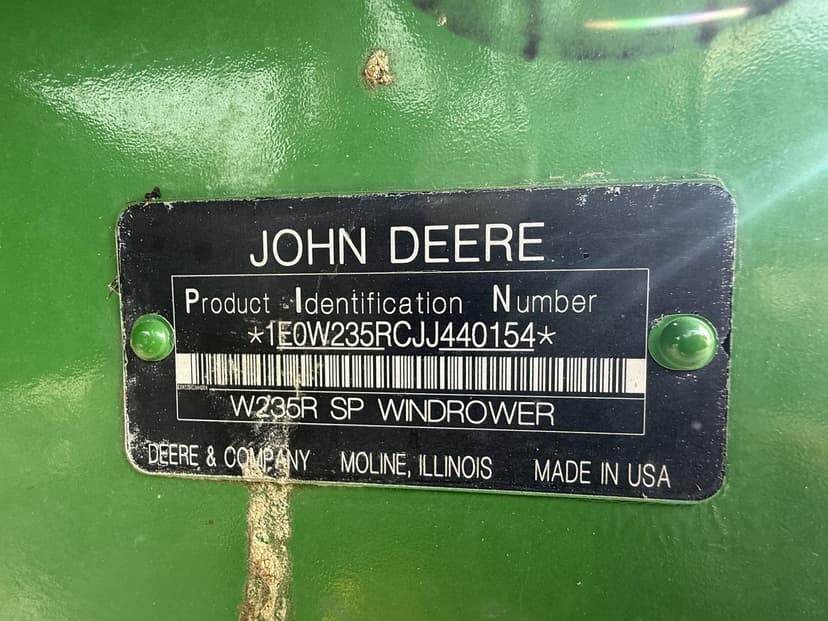 JOHN DEERE
Product Identification Number
*1E0W235RCJJ440154*
W235R SP WINDROWER
DEERE & COMPANY MOLINE, ILLINOIS MADE IN USA